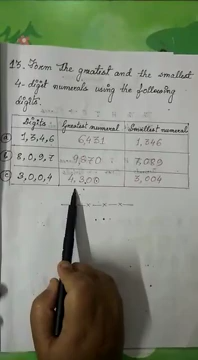 13. Form the greatest and the smallest
4-digit numerals using the following
digits.
Digits Greatest numeral Smallest numeral
a 1,3,4,6 6,431 1,346
b 8,0,9,7 9,870 7,089
c 3,0,0,4 4,300 3,004